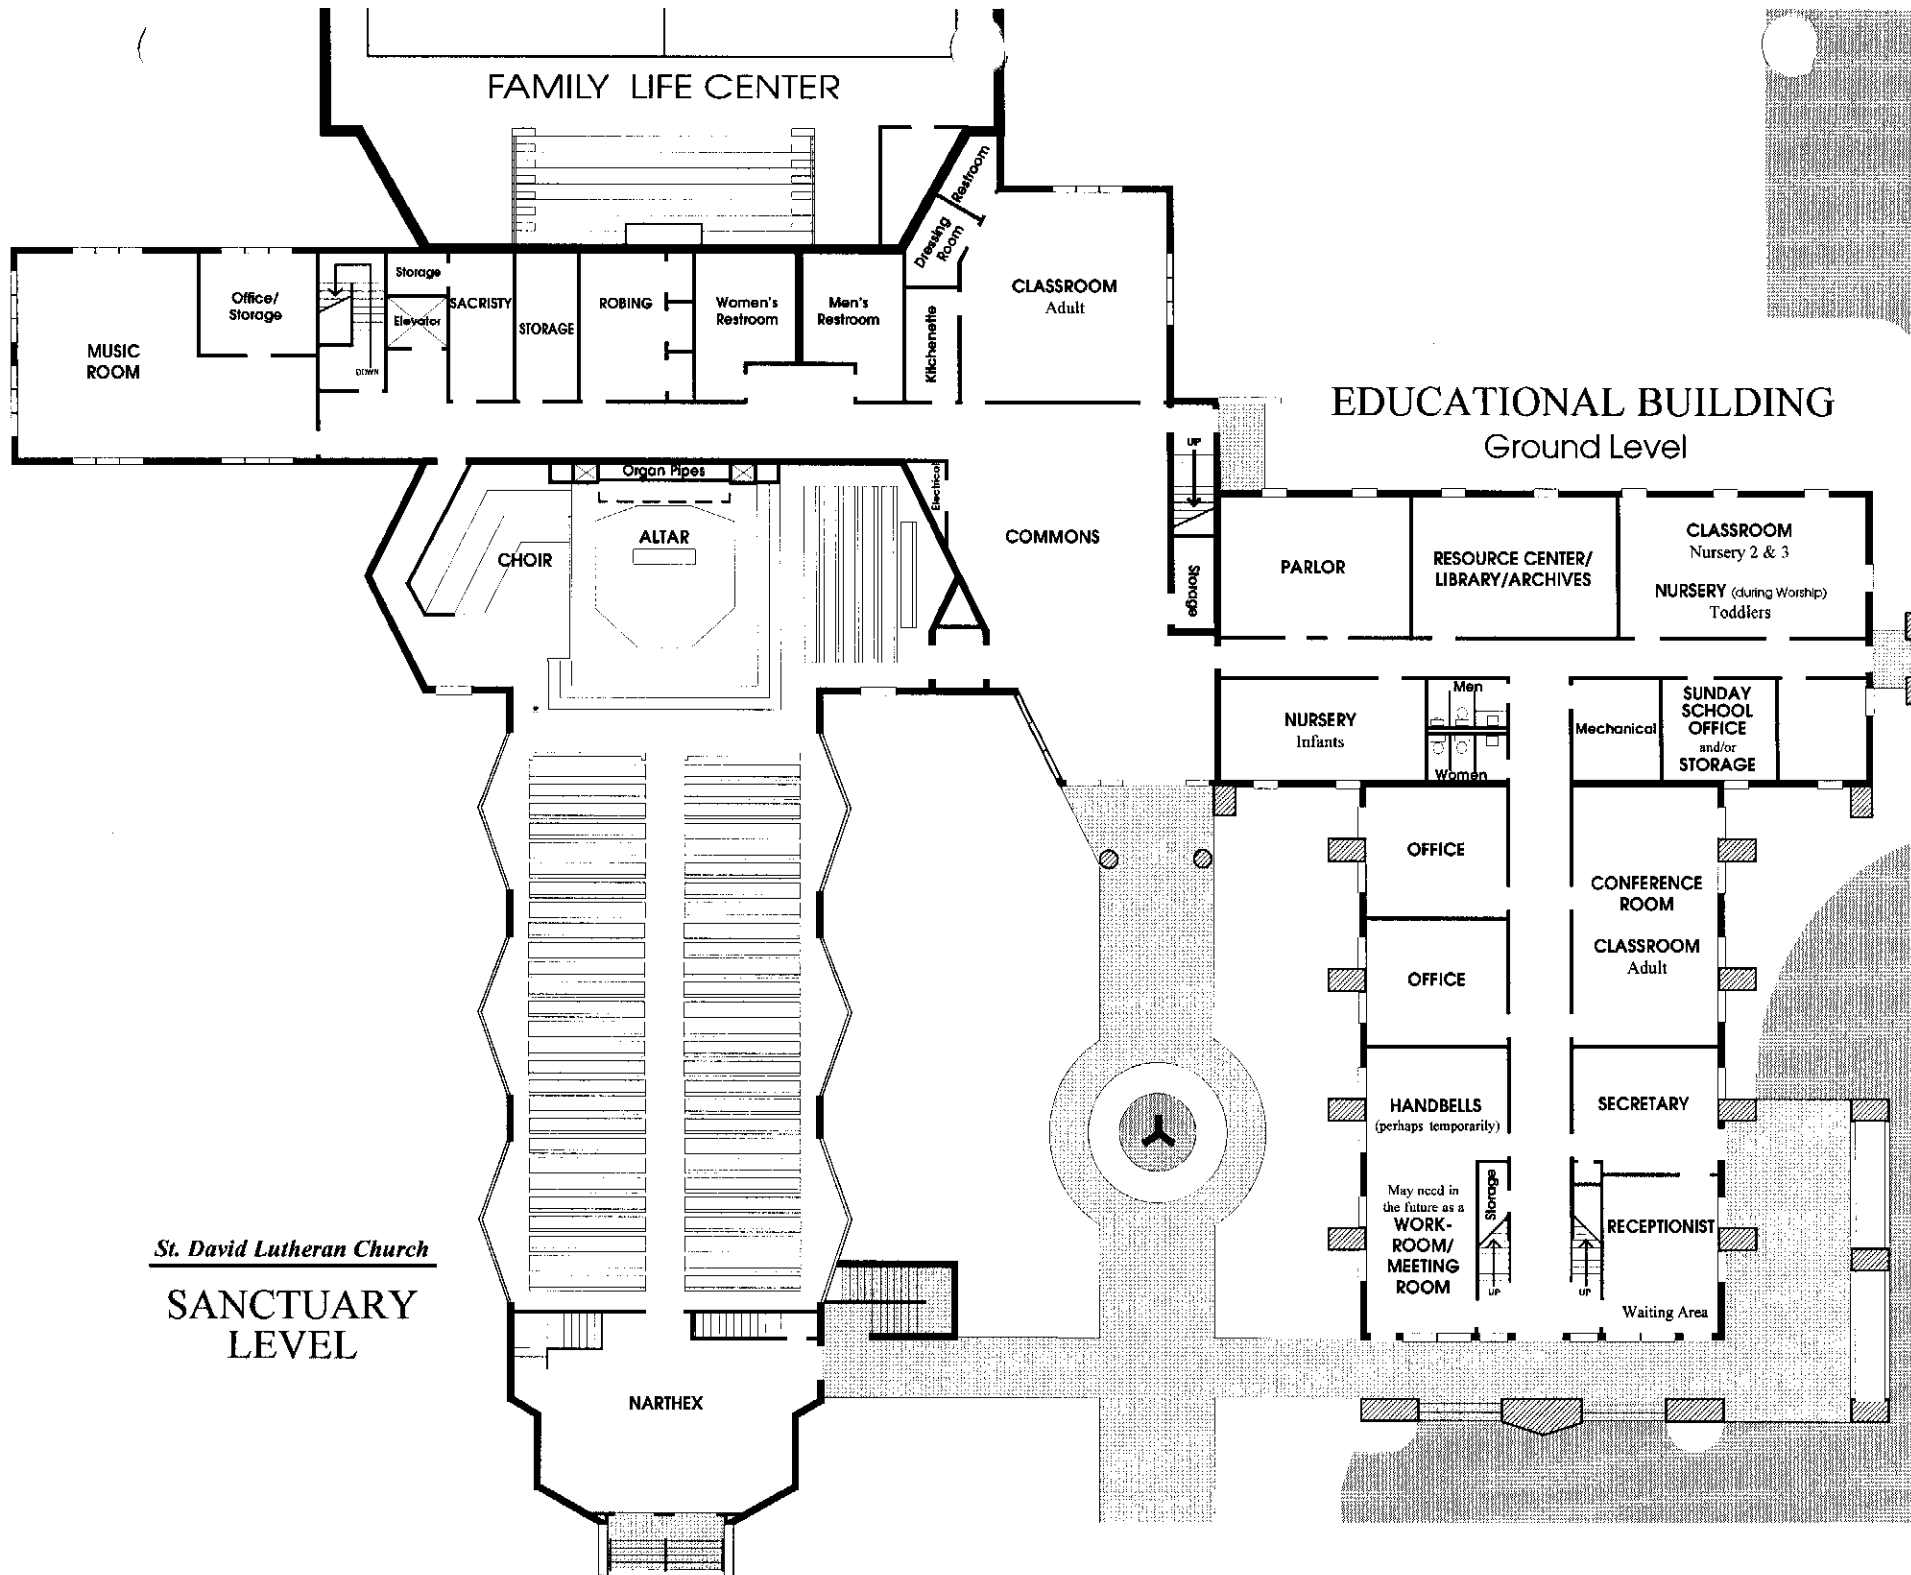 FAMILY LIFE CENTER
Restroom
Dressing
Room
CLASSROOM
Adult
Storage
Office/
Storage
Elevator
SACRISTY
STORAGE
ROBING
Women's
Restroom
Men's
Restroom
Kitchenette
MUSIC
ROOM
DOWN
EDUCATIONAL BUILDING
Ground Level
UP
Organ Pipes
Electrical
ALTAR
CHOIR
COMMONS
Storage
PARLOR
RESOURCE CENTER/
LIBRARY/ARCHIVES
CLASSROOM
Nursery 2 & 3
NURSERY (during Worship)
Toddlers
NURSERY
Infants
Men
Women
Mechanical
SUNDAY
SCHOOL
OFFICE
and/or
STORAGE
OFFICE
CONFERENCE
ROOM
CLASSROOM
Adult
OFFICE
HANDBELLS
(perhaps temporarily)
SECRETARY
May need in
the future as a
WORK-
ROOM/
MEETING
ROOM
Storage
UP
UP
RECEPTIONIST
Waiting Area
St. David Lutheran Church
SANCTUARY
LEVEL
NARTHEX